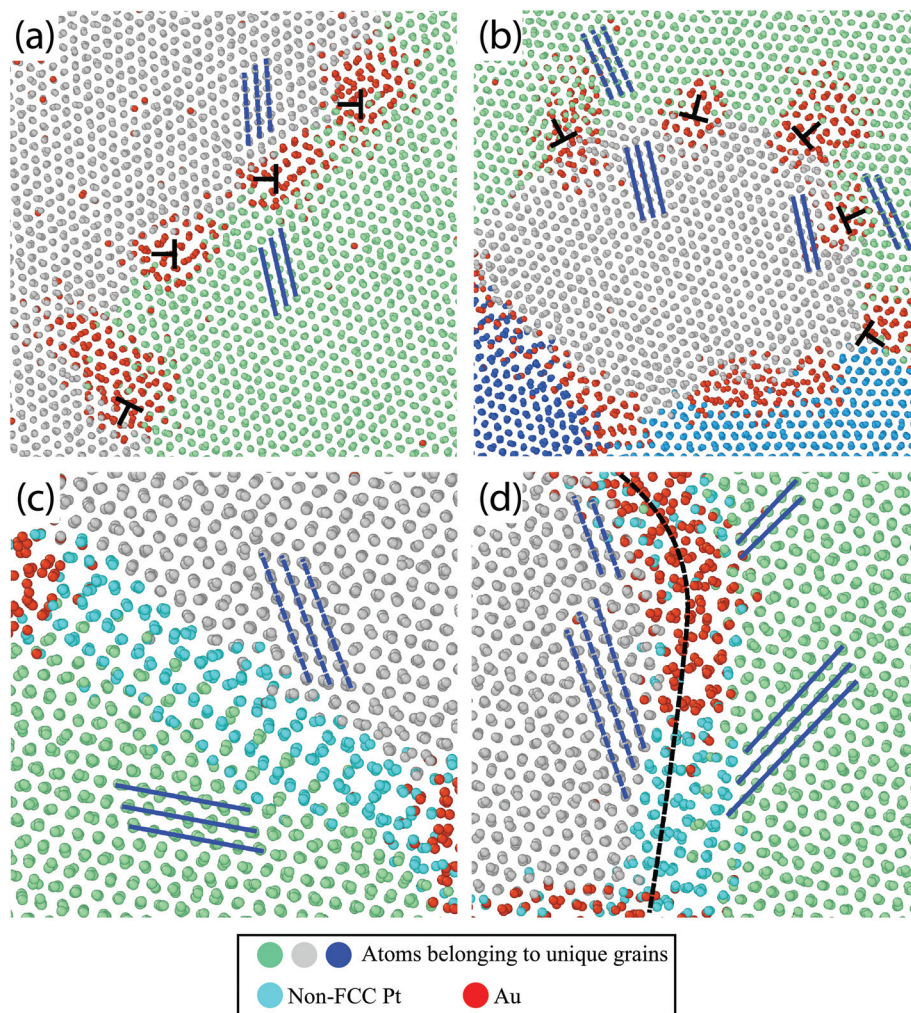 (a)
(b)
(c)
(d)
Atoms belonging to unique grains
Non-FCC Pt
Au